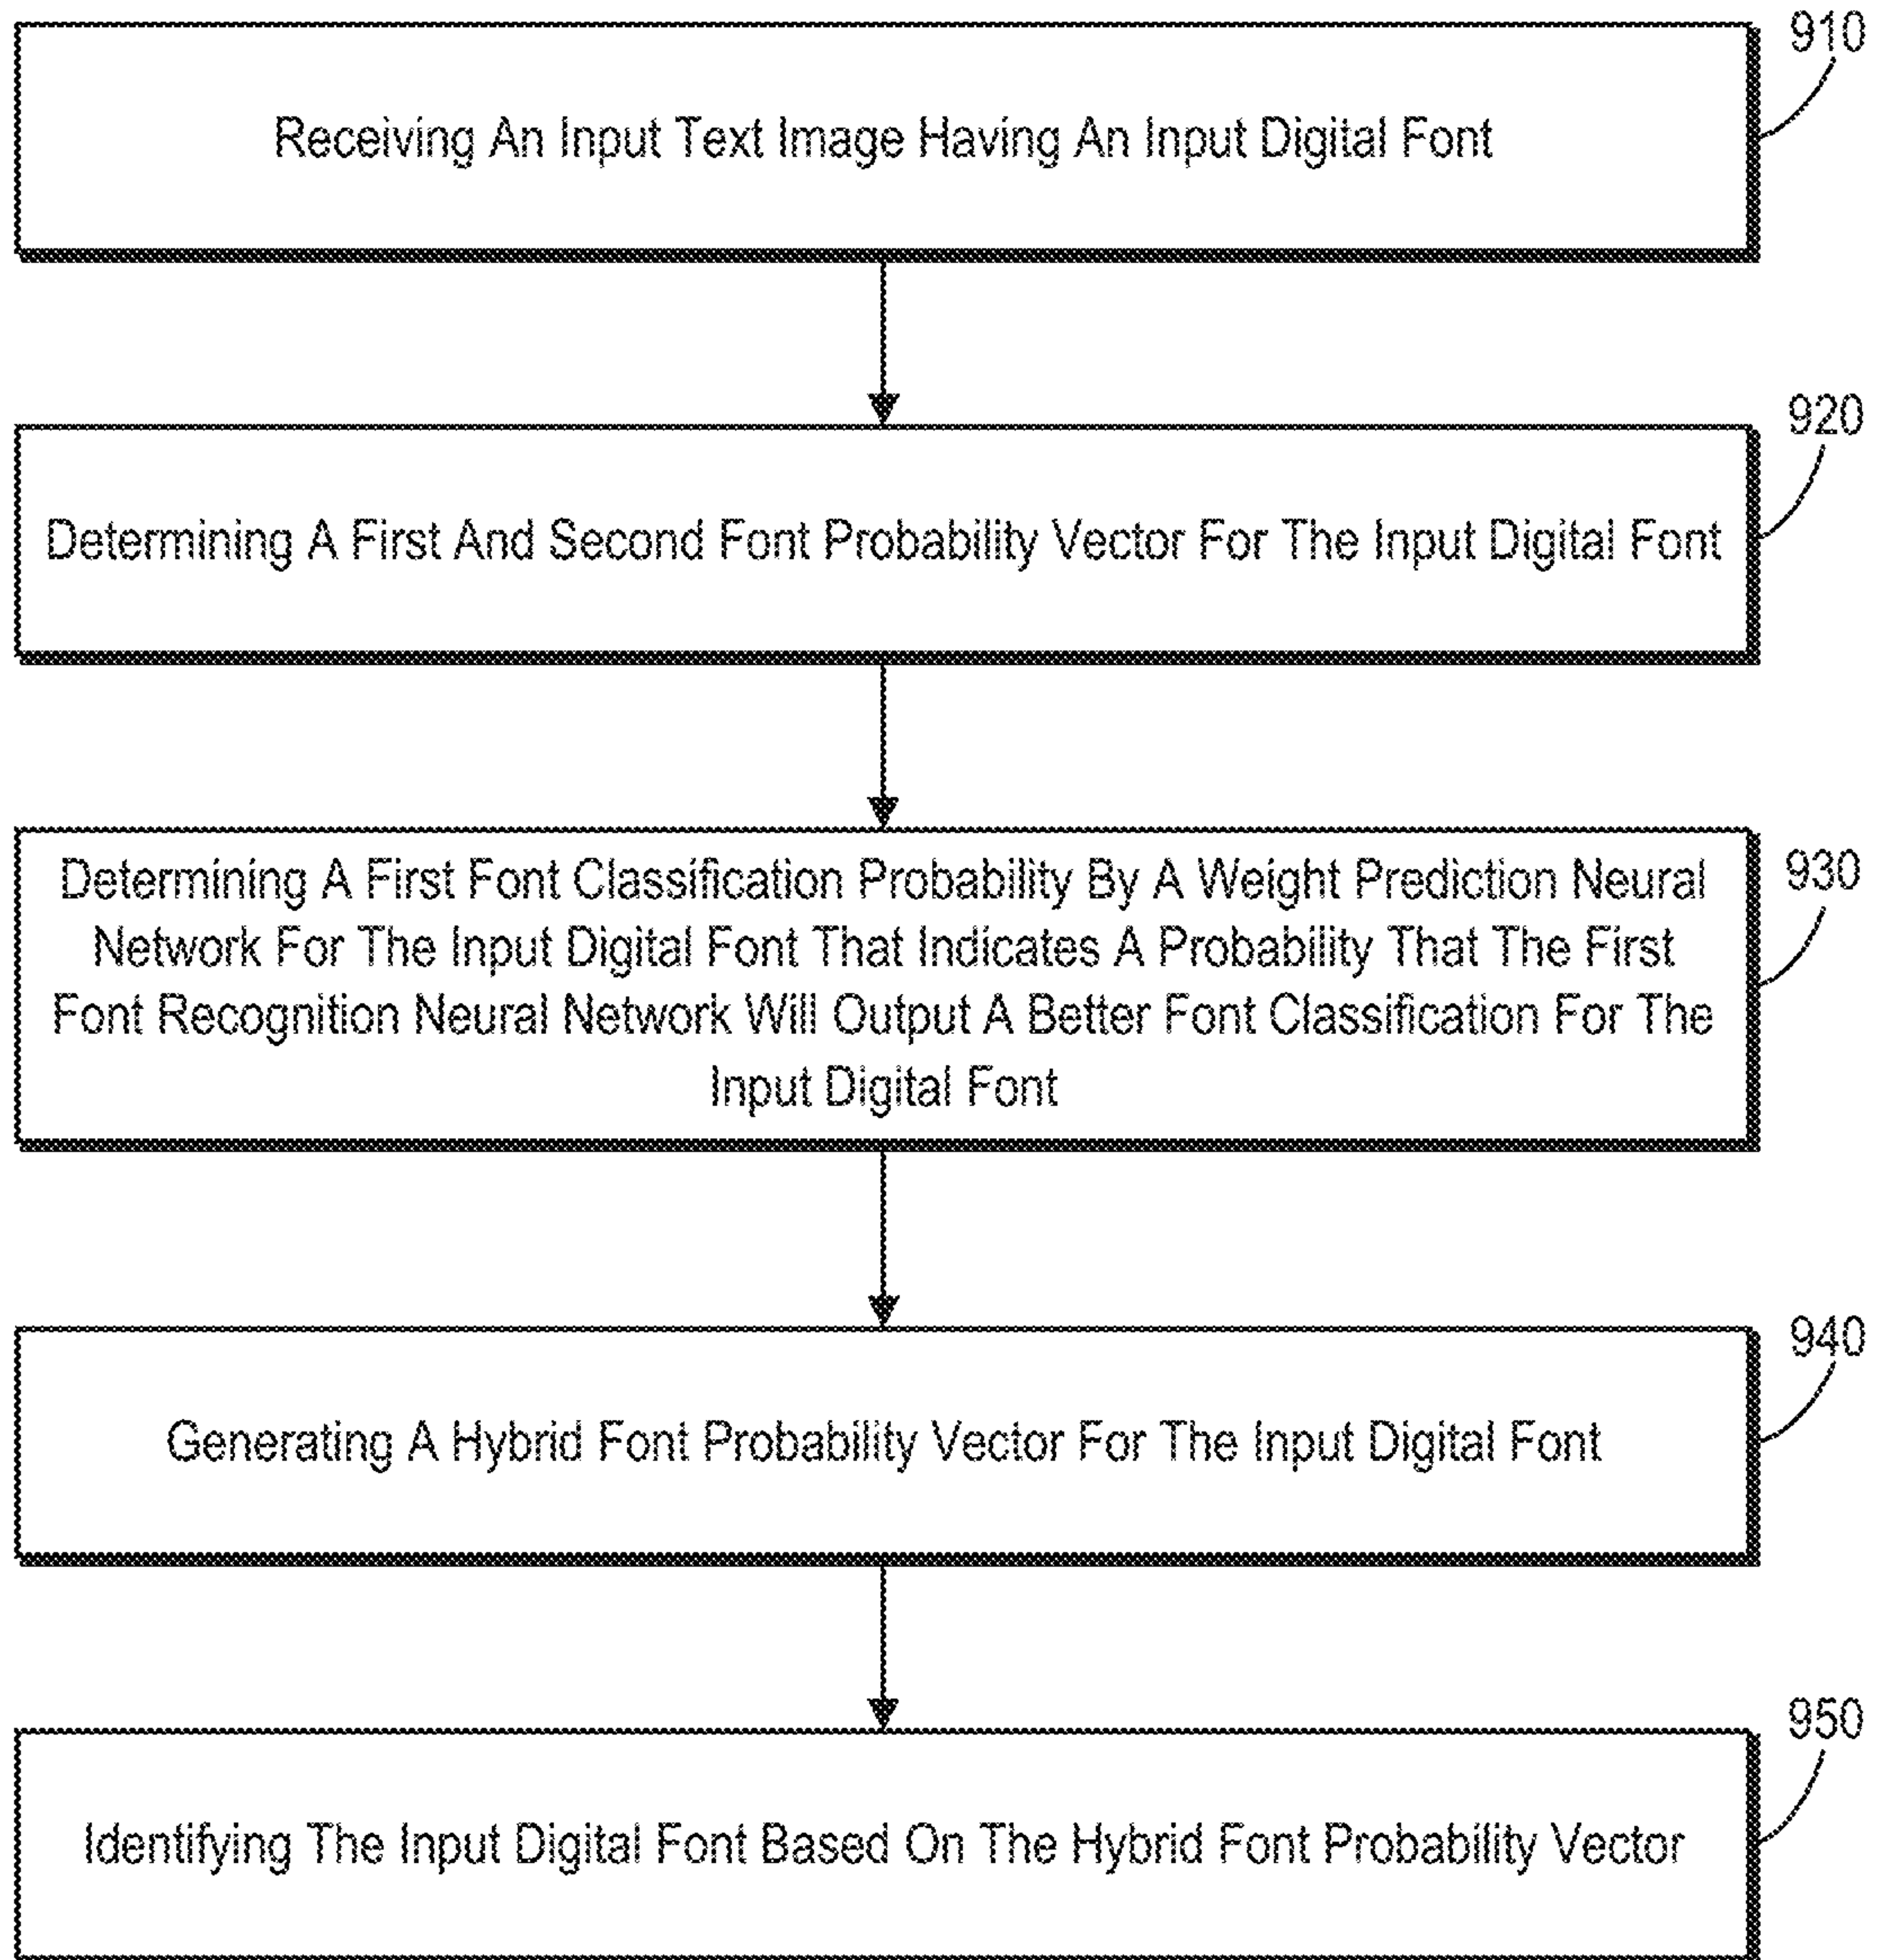 910
Receiving An Input Text Image Having An Input Digital Font
920
Determining A First And Second Font Probability Vector For The Input Digital Font
930
Determining A First Font Classification Probability By A Weight Prediction Neural
Network For The Input Digital Font That Indicates A Probability That The First
Font Recognition Neural Network Will Output A Better Font Classification For The
Input Digital Font
940
Generating A Hybrid Font Probability Vector For The Input Digital Font
950
Identifying The Input Digital Font Based On The Hybrid Font Probability Vector